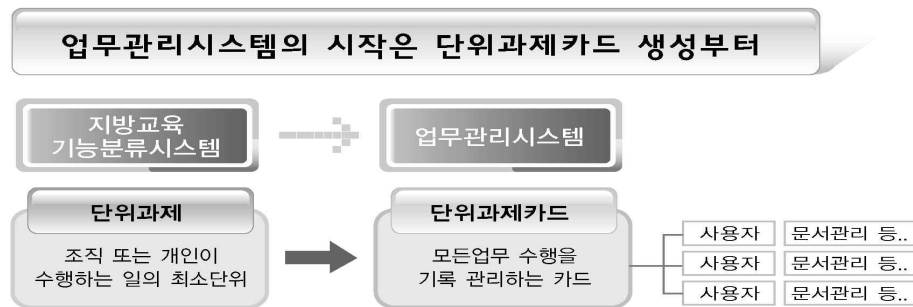 업무관리시스템의 시작은 단위과제카드 생성부터
지방교육
기능분류시스템
업무관리시스템
단위과제
조직 또는 개인이
수행하는 일의 최소단위
단위과제카드
모든업무 수행을
기록 관리하는 카드
사용자 문서관리 등..
사용자 문서관리 등..
사용자 문서관리 등..